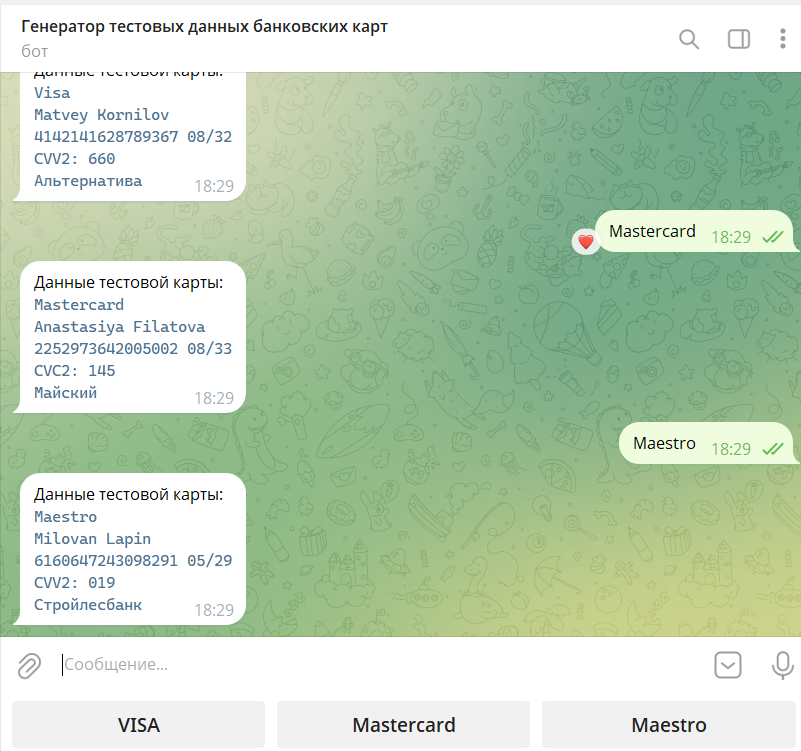 Генератор тестовых данных банковских карт
бот
Данные тестовой карты:
Visa
Matvey Kornilov
4142141628789367 08/32
CVV2: 660
Альтернатива
18:29
Mastercard
18:29
Данные тестовой карты:
Mastercard
Anastasiya Filatova
2252973642005002 08/33
CVC2: 145
Майский
18:29
Maestro
18:29
Данные тестовой карты:
Maestro
Milovan Lapin
6160647243098291 05/29
CVV2: 019
Стройлесбанк
18:29
Сообщение...
VISA
Mastercard
Maestro